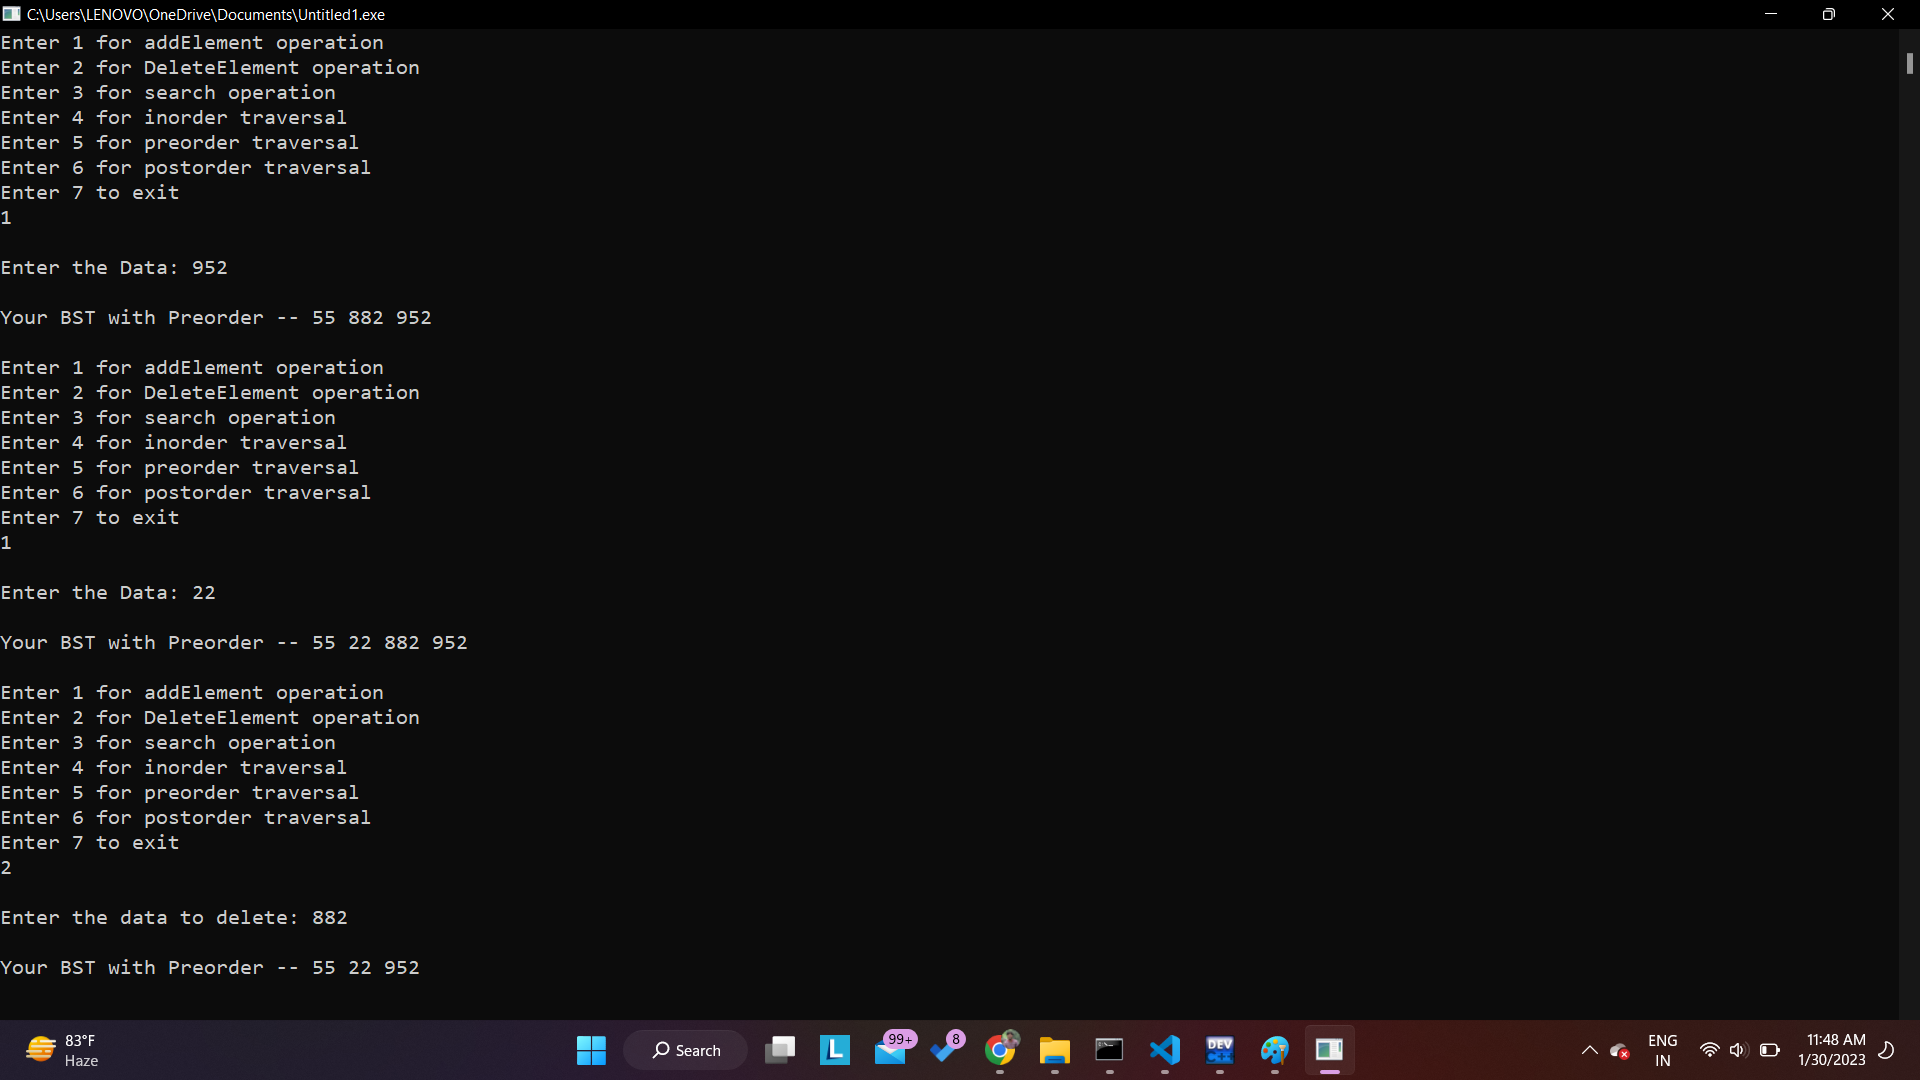 C:\Users\LENOVO\OneDrive\Documents\Untitled1.exe
Enter 1 for addElement operation
Enter 2 for DeleteElement operation
Enter 3 for search operation
Enter 4 for inorder traversal
Enter 5 for preorder traversal
Enter 6 for postorder traversal
Enter 7 to exit
1
Enter the Data: 952
Your BST with Preorder -- 55 882 952
Enter 1 for addElement operation
Enter 2 for DeleteElement operation
Enter 3 for search operation
Enter 4 for inorder traversal
Enter 5 for preorder traversal
Enter 6 for postorder traversal
Enter 7 to exit
1
Enter the Data: 22
Your BST with Preorder -- 55 22 882 952
Enter 1 for addElement operation
Enter 2 for DeleteElement operation
Enter 3 for search operation
Enter 4 for inorder traversal
Enter 5 for preorder traversal
Enter 6 for postorder traversal
Enter 7 to exit
2
Enter the data to delete: 882
Your BST with Preorder -- 55 22 952
83°F
Haze
Search
L
99+
8
DEV
C++
ENG
IN
11:48 AM
1/30/2023